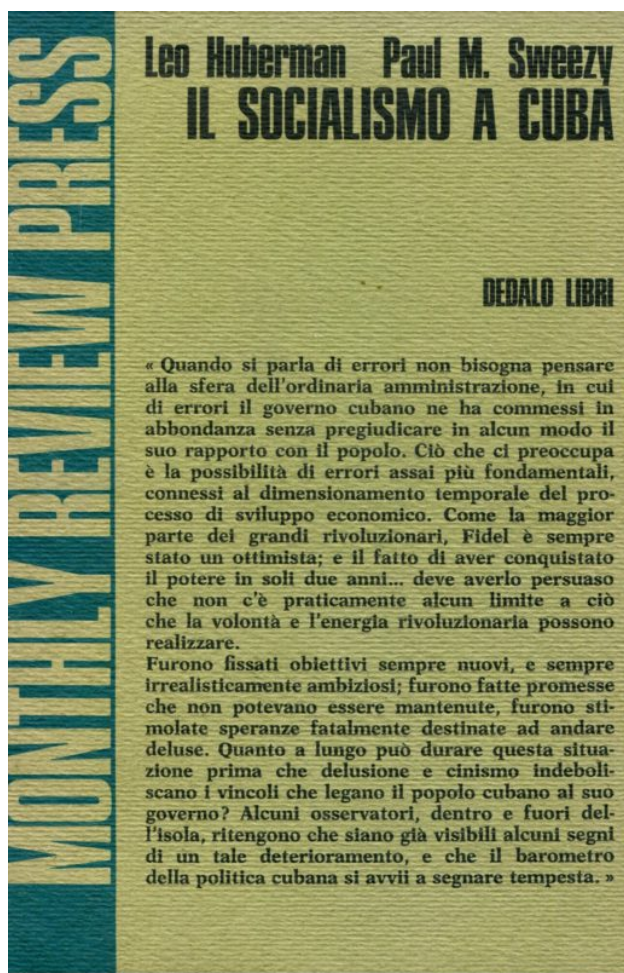 MONTHLY REVIEW PRESS
Leo Huberman Paul M. Sweezy
IL SOCIALISMO A CUBA
DEDALO LIBRI
« Quando si parla di errori non bisogna pensare
alla sfera dell'ordinaria amministrazione, in cui
di errori il governo cubano ne ha commessi in
abbondanza senza pregiudicare in alcun modo il
suo rapporto con il popolo. Ciò che ci preoccupa
è la possibilità di errori assai più fondamentali,
connessi al dimensionamento temporale del pro-
cesso di sviluppo economico. Come la maggior
parte dei grandi rivoluzionari, Fidel è sempre
stato un ottimista; e il fatto di aver conquistato
il potere in soli due anni... deve averlo persuaso
che non c'è praticamente alcun limite a ciò
che la volontà e l'energia rivoluzionaria possono
realizzare.
Furono fissati obiettivi sempre nuovi, e sempre
irrealisticamente ambiziosi; furono fatte promesse
che non potevano essere mantenute, furono sti-
molate speranze fatalmente destinate ad andare
deluse. Quanto a lungo può durare questa situa-
zione prima che delusione e cinismo indeboli-
scano i vincoli che legano il popolo cubano al suo
governo? Alcuni osservatori, dentro e fuori del-
l'isola, ritengono che siano già visibili alcuni segni
di un tale deterioramento, e che il barometro
della politica cubana si avvii a segnare tempesta. »